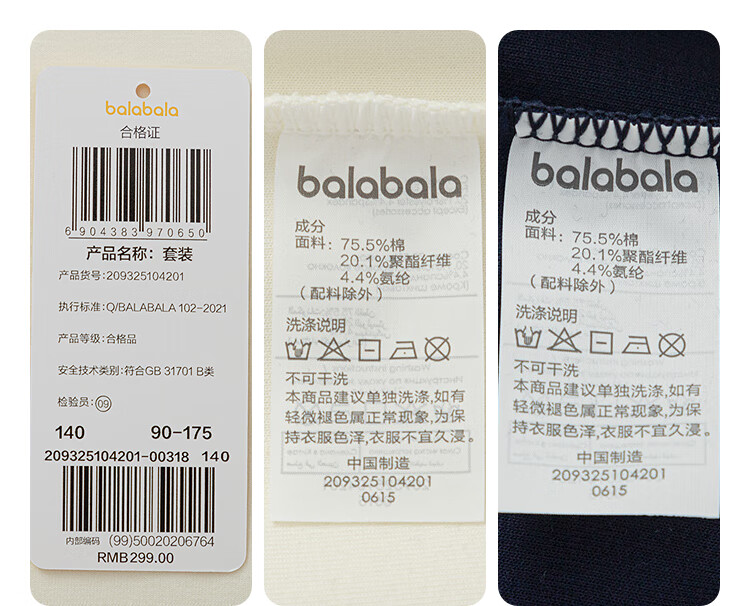 balabala
合格证
6 904383 970650
产品名称：套装
产品货号：209325104201
执行标准：Q/BALABALA 102-2021
产品等级：合格品
安全技术类别：符合GB 31701 B类
检验员：09
140 90-175
209325104201-00318 140
内部编码 (99)50020206764
RMB299.00
balabala
成分
面料：75.5%棉
20.1%聚酯纤维
4.4%氨纶
（配料除外）
洗涤说明
不可干洗
本商品建议单独洗涤,如有
轻微褪色属正常现象,为保
持衣服色泽,衣服不宜久浸。
中国制造
209325104201
0615
balabala
成分
面料：75.5%棉
20.1%聚酯纤维
4.4%氨纶
（配料除外）
洗涤说明
不可干洗
本商品建议单独洗涤,如有
轻微褪色属正常现象,为保
持衣服色泽,衣服不宜久浸。
中国制造
209325104201
0615